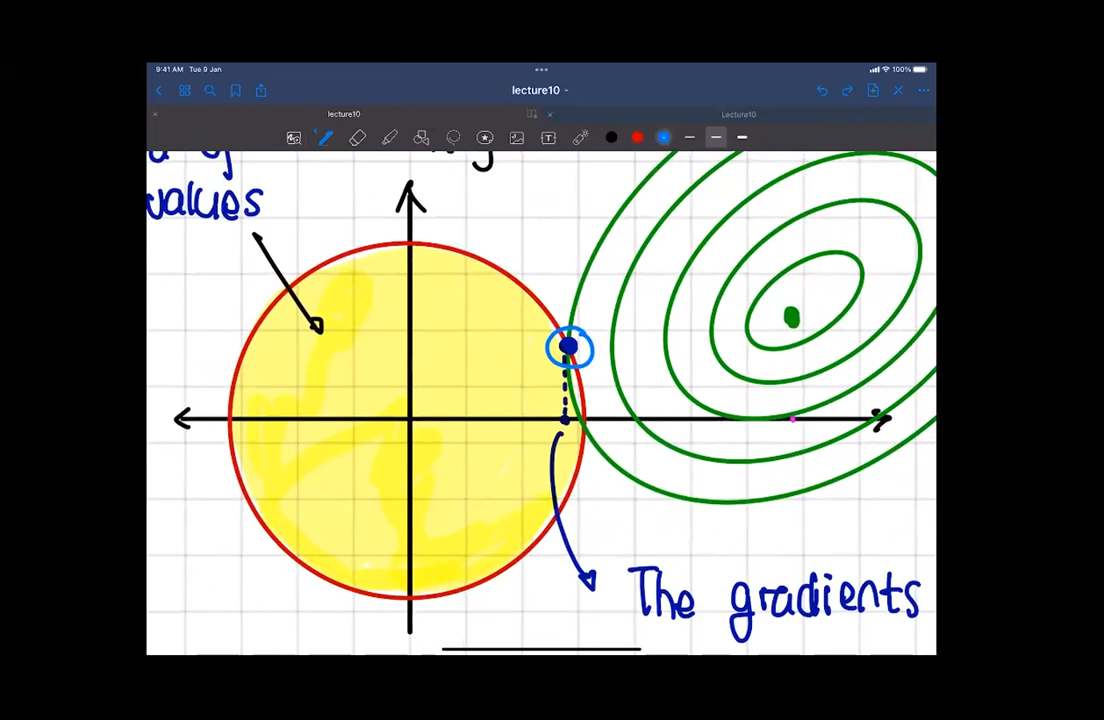 9:41 AM Tue 9 Jan
100%
lecture10
lecture10
Lecture10
values
The gradients